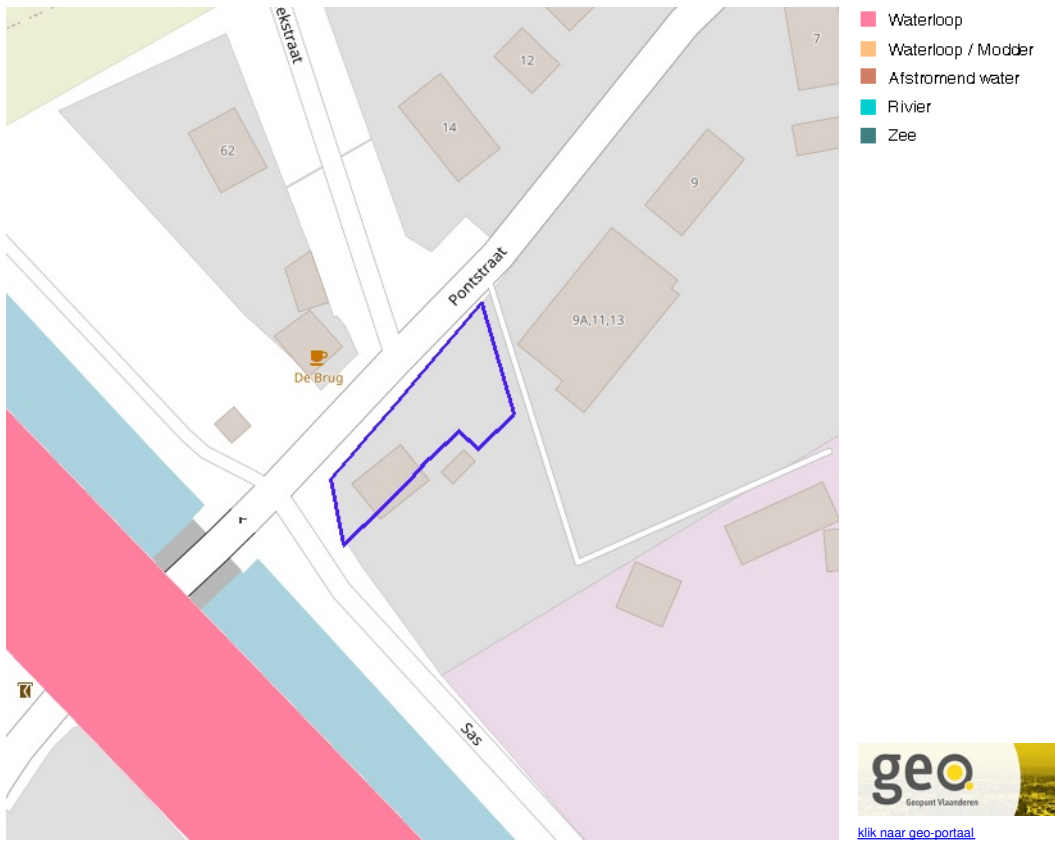 ekstraat
7
12
14
62
9
Pontstraat
9A,11,13
De Brug
Sas
Waterloop
Waterloop / Modder
Afstromend water
Rivier
Zee
geo
Geopunt Vlaanderen
klik naar geo-portaal